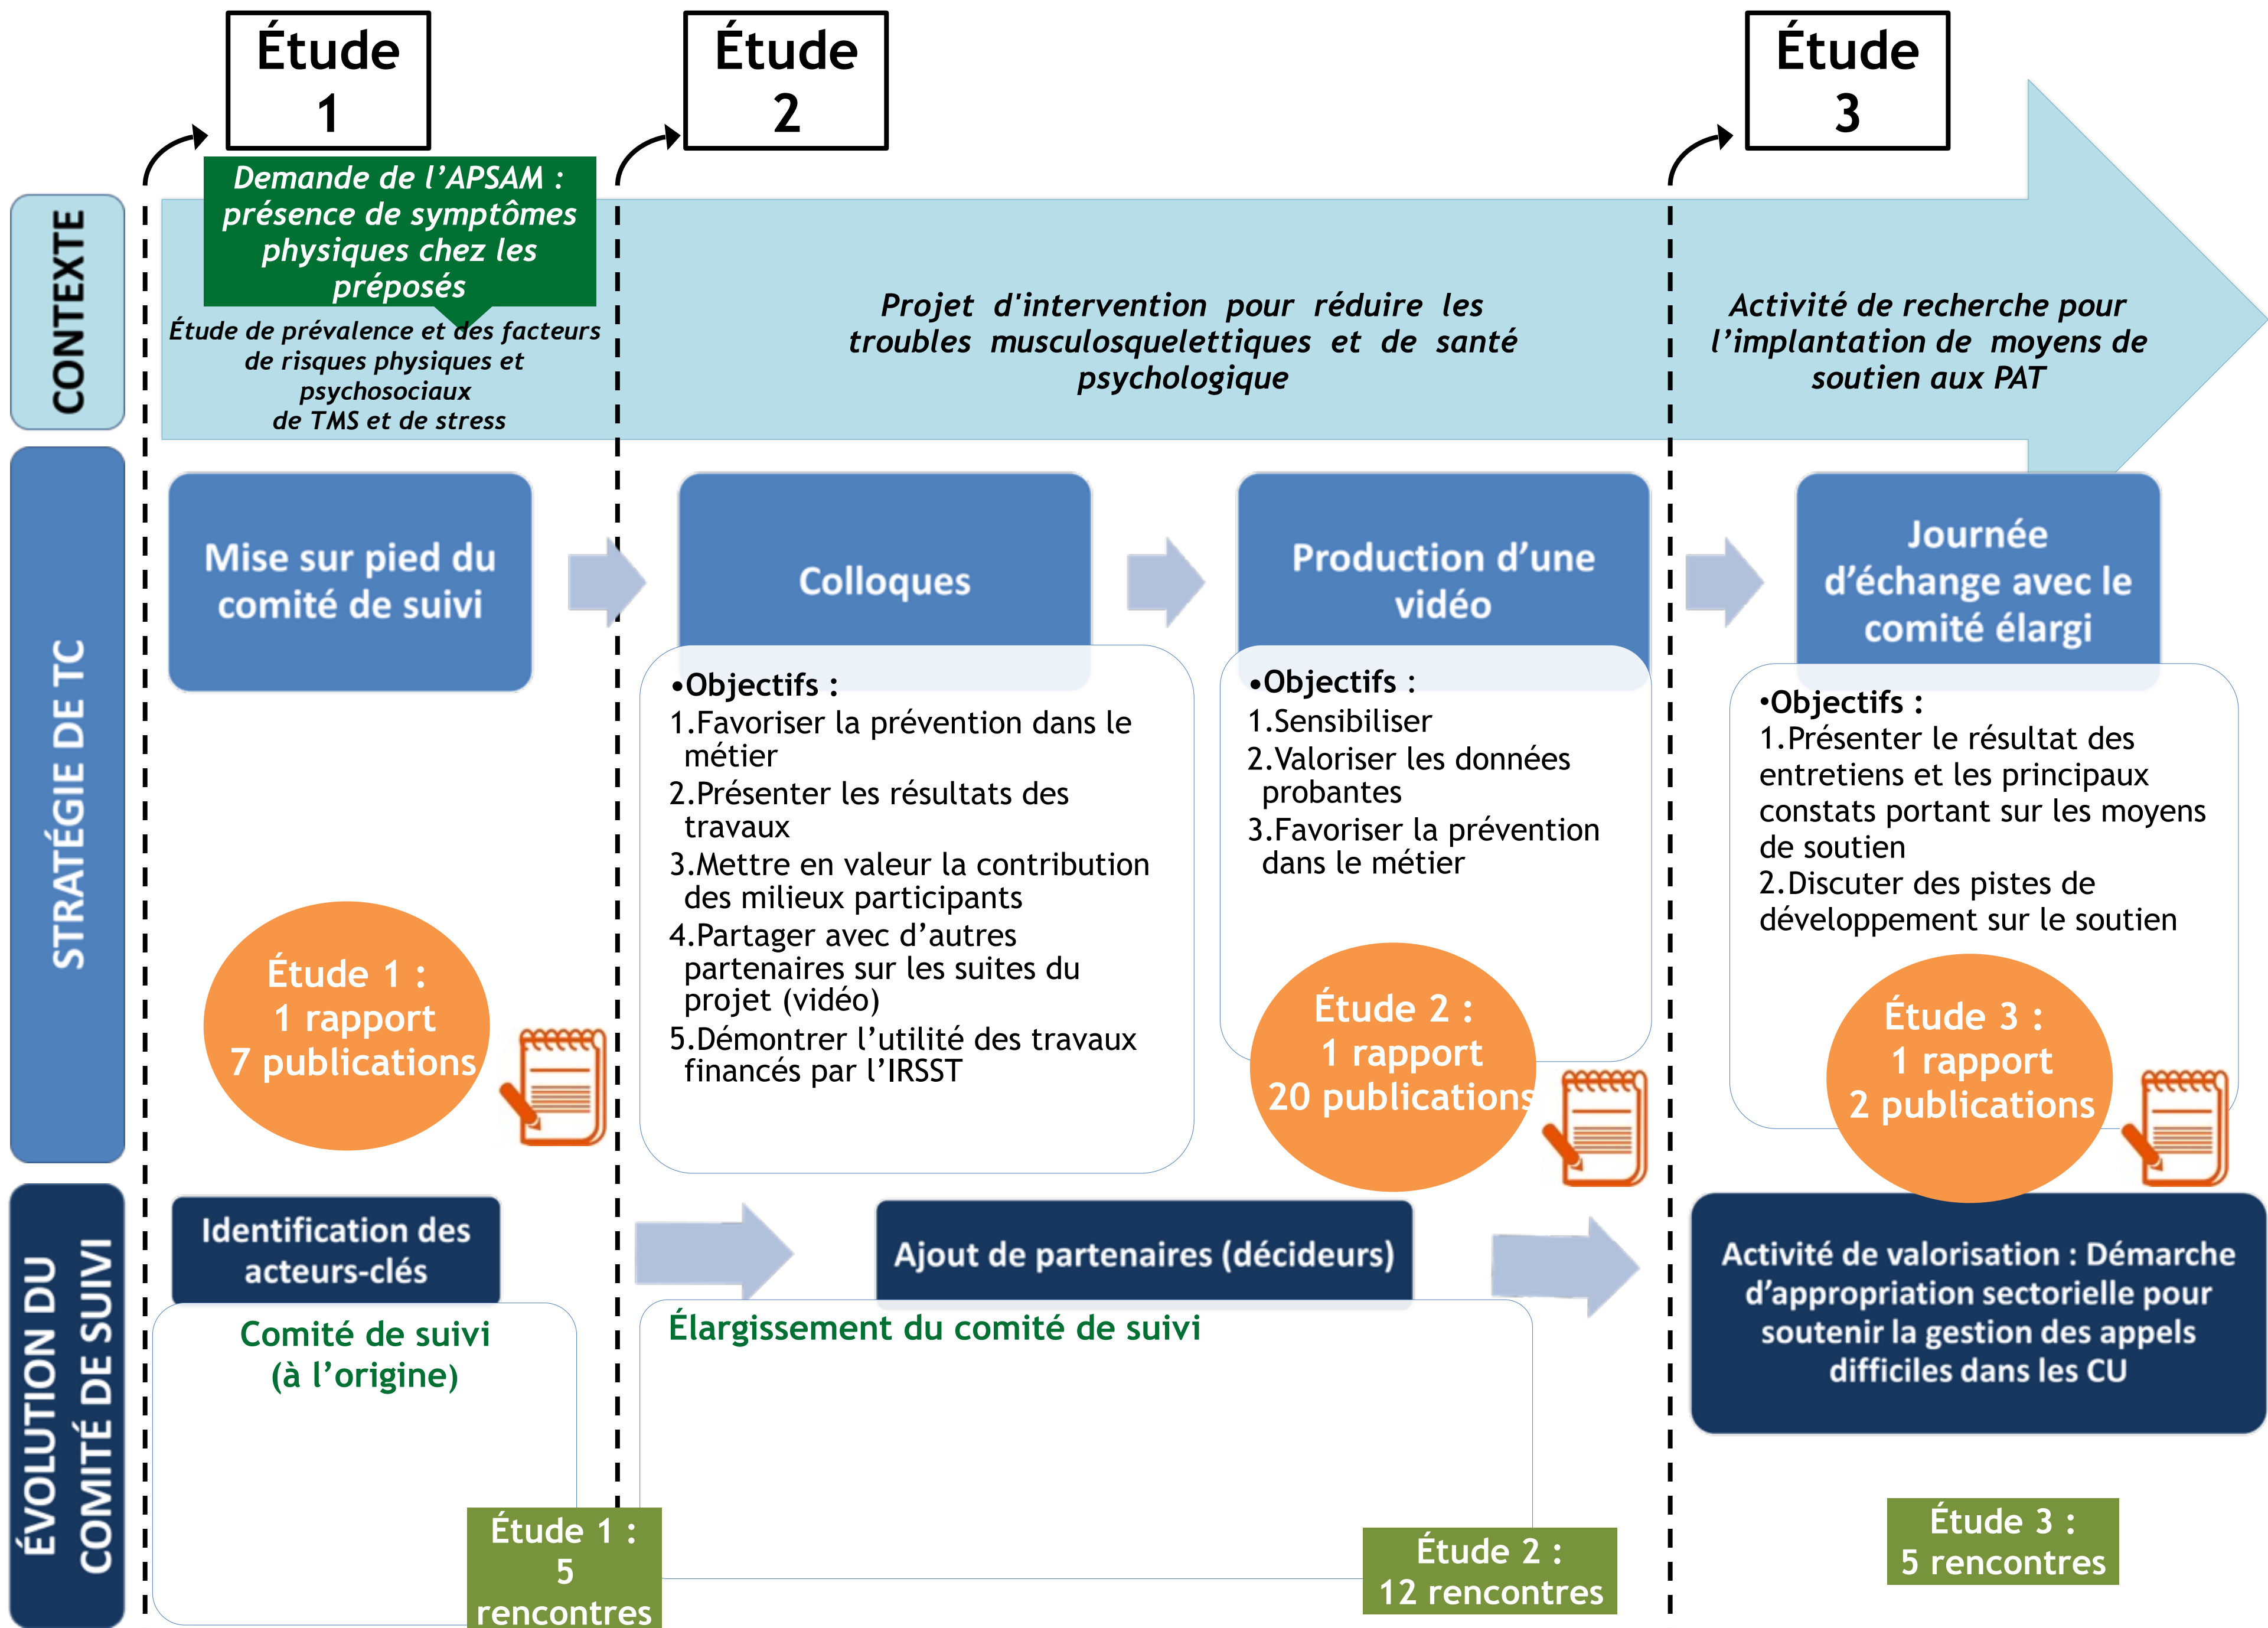 Étude
1
Étude
2
Étude
3
CONTEXTE
Demande de l’APSAM :
présence de symptômes
physiques chez les
préposés
Étude de prévalence et des facteurs
de risques physiques et
psychosociaux
de TMS et de stress
Projet d'intervention pour réduire les
troubles musculosquelettiques et de santé
psychologique
Activité de recherche pour
l’implantation de moyens de
soutien aux PAT
STRATÉGIE DE TC
Mise sur pied du
comité de suivi
Étude 1 :
1 rapport
7 publications
Colloques
•Objectifs :
1.Favoriser la prévention dans le
métier
2.Présenter les résultats des
travaux
3.Mettre en valeur la contribution
des milieux participants
4.Partager avec d’autres
partenaires sur les suites du
projet (vidéo)
5.Démontrer l’utilité des travaux
financés par l’IRSST
Production d’une
vidéo
•Objectifs :
1.Sensibiliser
2.Valoriser les données
probantes
3.Favoriser la prévention
dans le métier
Étude 2 :
1 rapport
20 publications
Journée
d’échange avec le
comité élargi
•Objectifs :
1.Présenter le résultat des
entretiens et les principaux
constats portant sur les moyens
de soutien
2.Discuter des pistes de
développement sur le soutien
Étude 3 :
1 rapport
2 publications
ÉVOLUTION DU
COMITÉ DE SUIVI
Identification des
acteurs-clés
Comité de suivi
(à l’origine)
Étude 1 :
5
rencontres
Ajout de partenaires (décideurs)
Élargissement du comité de suivi
Étude 2 :
12 rencontres
Activité de valorisation : Démarche
d’appropriation sectorielle pour
soutenir la gestion des appels
difficiles dans les CU
Étude 3 :
5 rencontres